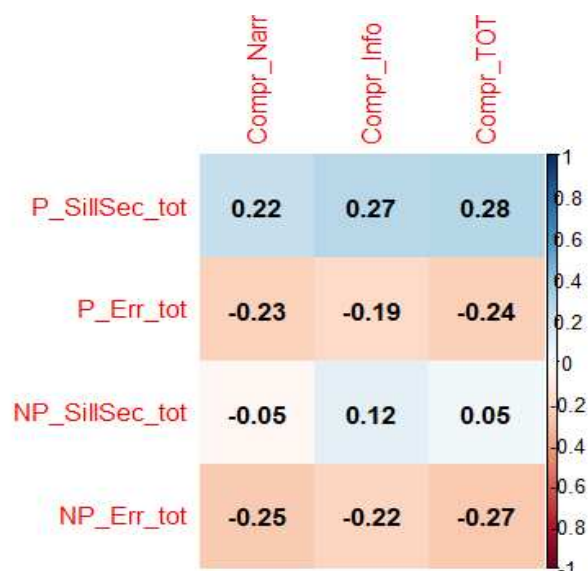 Compr_Narr
Compr_Info
Compr_TOT
P_SillSec_tot 0.22 0.27 0.28
P_Err_tot -0.23 -0.19 -0.24
NP_SillSec_tot -0.05 0.12 0.05
NP_Err_tot -0.25 -0.22 -0.27
1
0.8
0.6
0.4
0.2
0
-0.2
-0.4
-0.6
-0.8
-1